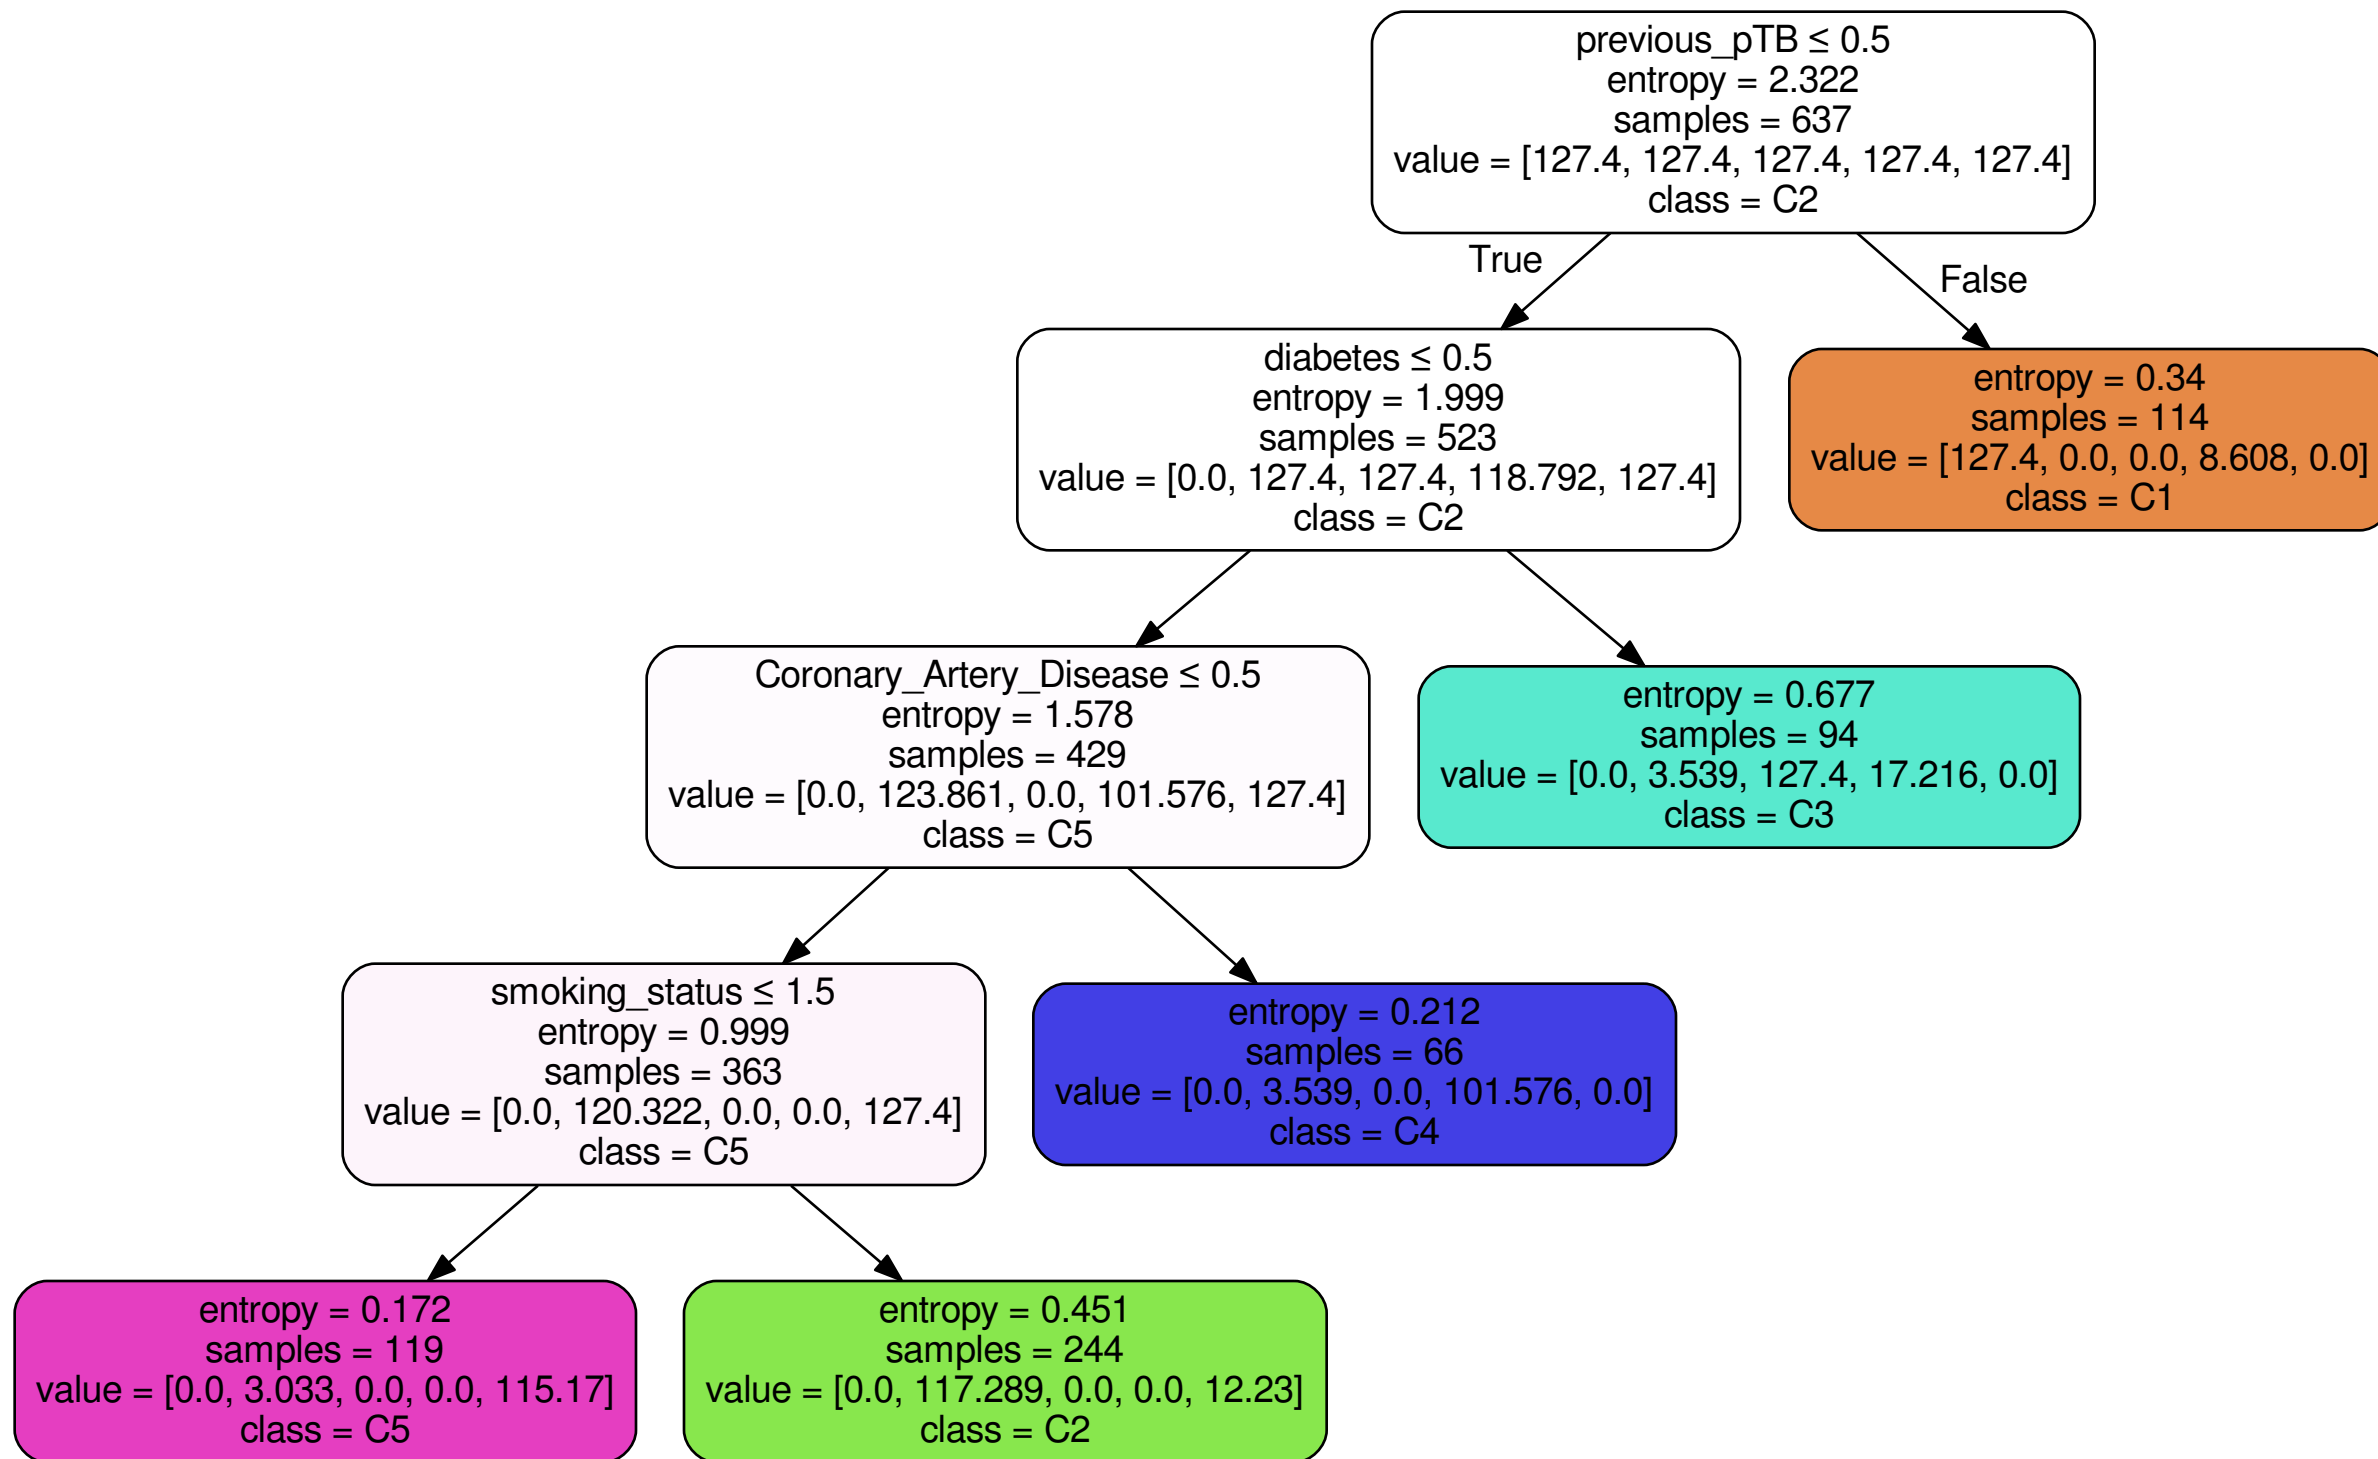 previous_pTB ≤ 0.5
entropy = 2.322
samples = 637
value = [127.4, 127.4, 127.4, 127.4, 127.4]
class = C2
True
False
diabetes ≤ 0.5
entropy = 1.999
samples = 523
value = [0.0, 127.4, 127.4, 118.792, 127.4]
class = C2
entropy = 0.34
samples = 114
value = [127.4, 0.0, 0.0, 8.608, 0.0]
class = C1
Coronary_Artery_Disease ≤ 0.5
entropy = 1.578
samples = 429
value = [0.0, 123.861, 0.0, 101.576, 127.4]
class = C5
entropy = 0.677
samples = 94
value = [0.0, 3.539, 127.4, 17.216, 0.0]
class = C3
smoking_status ≤ 1.5
entropy = 0.999
samples = 363
value = [0.0, 120.322, 0.0, 0.0, 127.4]
class = C5
entropy = 0.212
samples = 66
value = [0.0, 3.539, 0.0, 101.576, 0.0]
class = C4
entropy = 0.172
samples = 119
value = [0.0, 3.033, 0.0, 0.0, 115.17]
class = C5
entropy = 0.451
samples = 244
value = [0.0, 117.289, 0.0, 0.0, 12.23]
class = C2